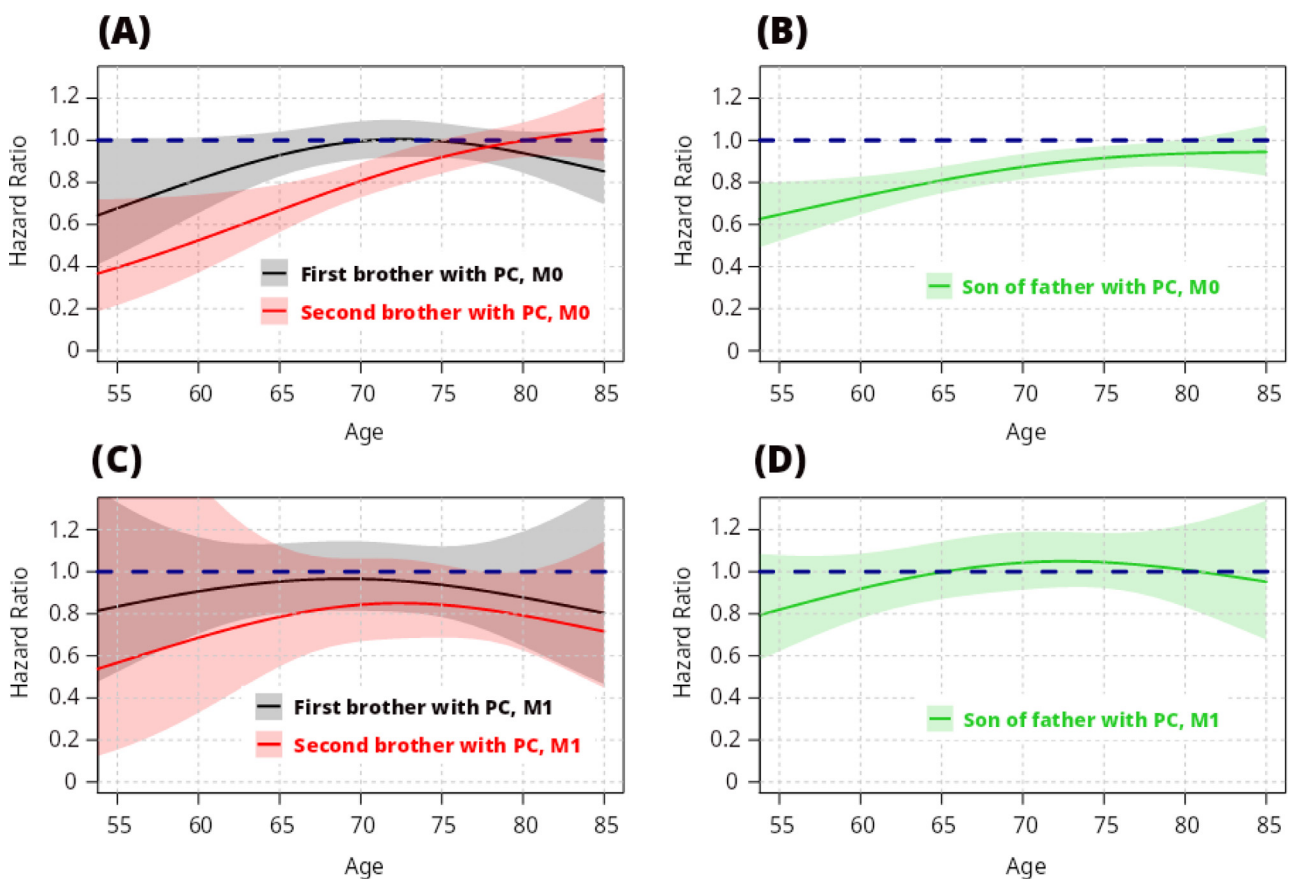 (A)
1.2
1.0
0.8
0.6
0.4
0.2
0
Hazard Ratio
First brother with PC, M0
Second brother with PC, M0
55 60 65 70 75 80 85
Age
(B)
1.2
1.0
0.8
0.6
0.4
0.2
0
Hazard Ratio
Son of father with PC, M0
55 60 65 70 75 80 85
Age
(C)
1.2
1.0
0.8
0.6
0.4
0.2
0
Hazard Ratio
First brother with PC, M1
Second brother with PC, M1
55 60 65 70 75 80 85
Age
(D)
1.2
1.0
0.8
0.6
0.4
0.2
0
Hazard Ratio
Son of father with PC, M1
55 60 65 70 75 80 85
Age